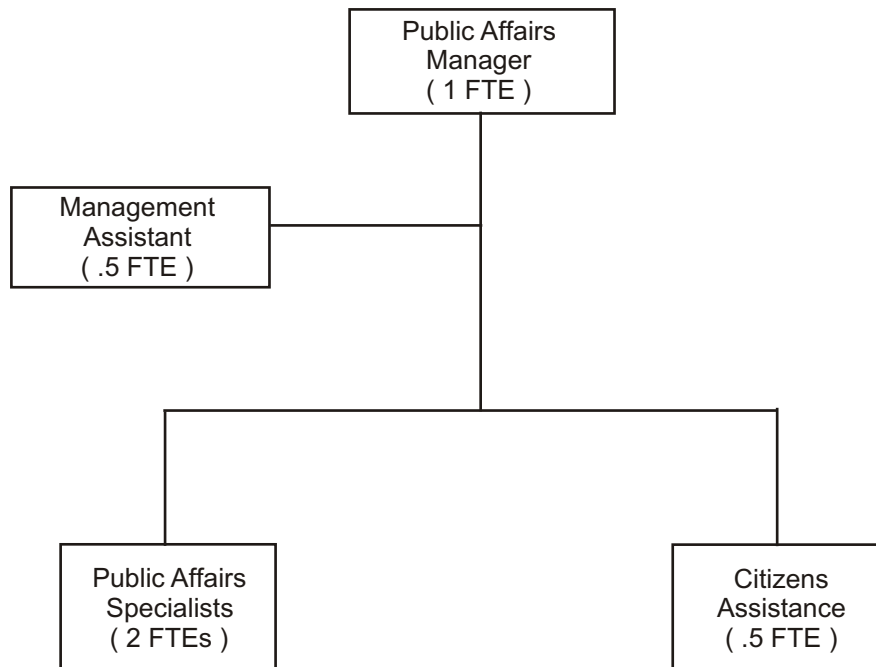 Public Affairs
Manager
( 1 FTE )
Management
Assistant
( .5 FTE )
Public Affairs
Specialists
( 2 FTEs )
Citizens
Assistance
( .5 FTE )